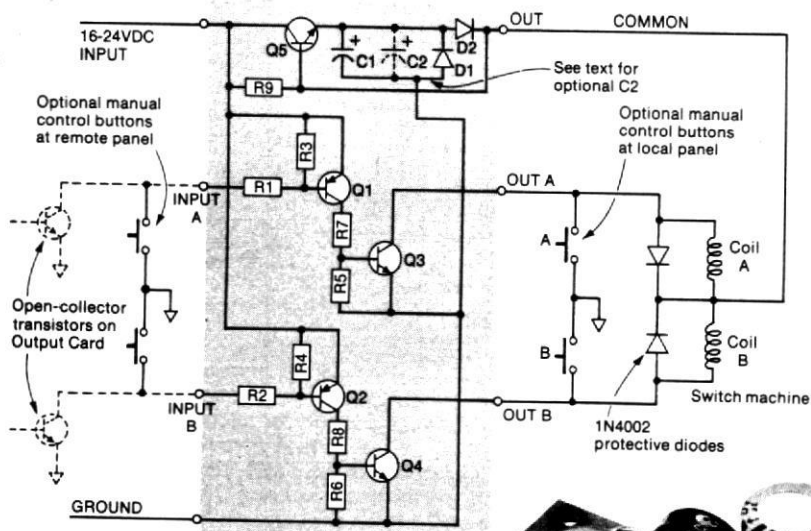 16-24VDC
INPUT
Q5
C1
C2
D2
D1
OUT
COMMON
R9
See text for
optional C2
Optional manual
control buttons
at remote panel
Optional manual
control buttons
at local panel
R3
R1
Q1
INPUT
A
R7
R5
Q3
OUT A
A
Coil
A
Open-collector
transistors on
Output Card
R4
R2
Q2
INPUT
B
R8
R6
Q4
B
OUT B
Coil
B
Switch machine
1N4002
protective diodes
GROUND